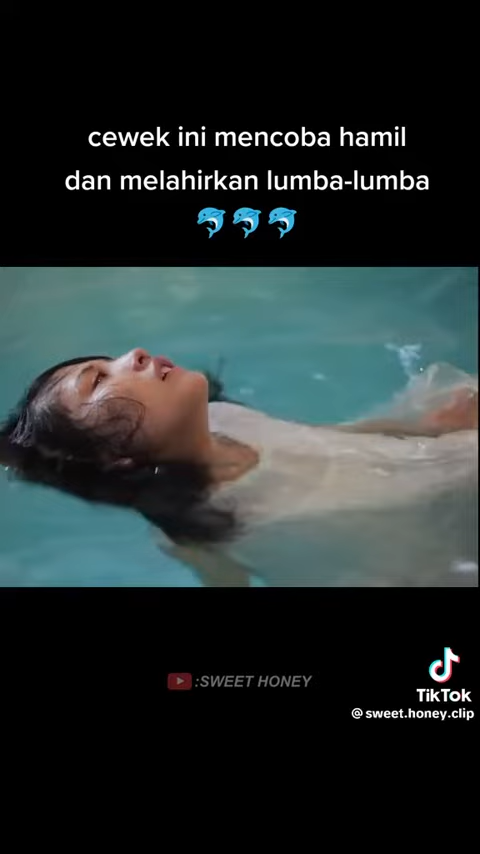 cewek ini mencoba hamil
dan melahirkan lumba-lumba
🐬🐬🐬
:SWEET HONEY
TikTok
@sweet.honey.clip